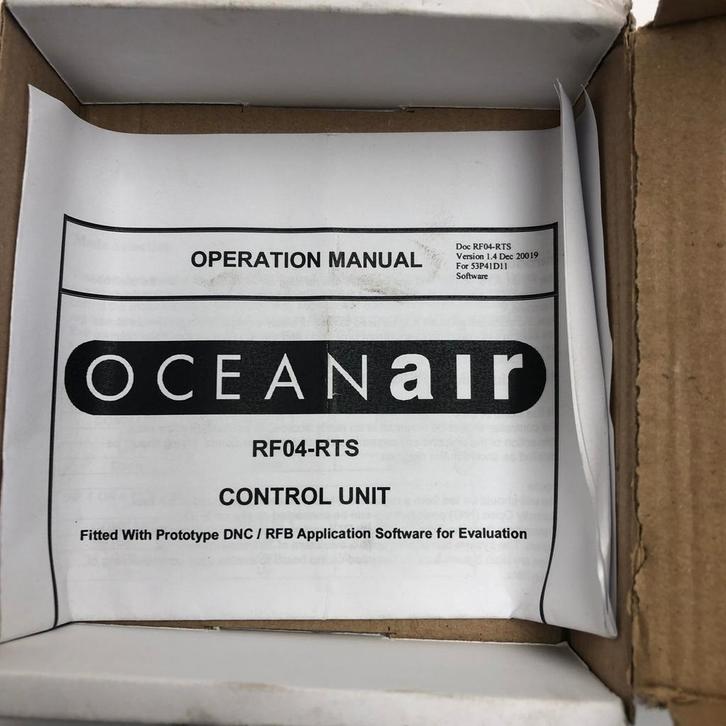 OPERATION MANUAL
Doc RF04-RTS
Version 1.4 Dec 20019
For 53P41D11
Software
OCEANaır
RF04-RTS
CONTROL UNIT
Fitted With Prototype DNC / RFB Application Software for Evaluation